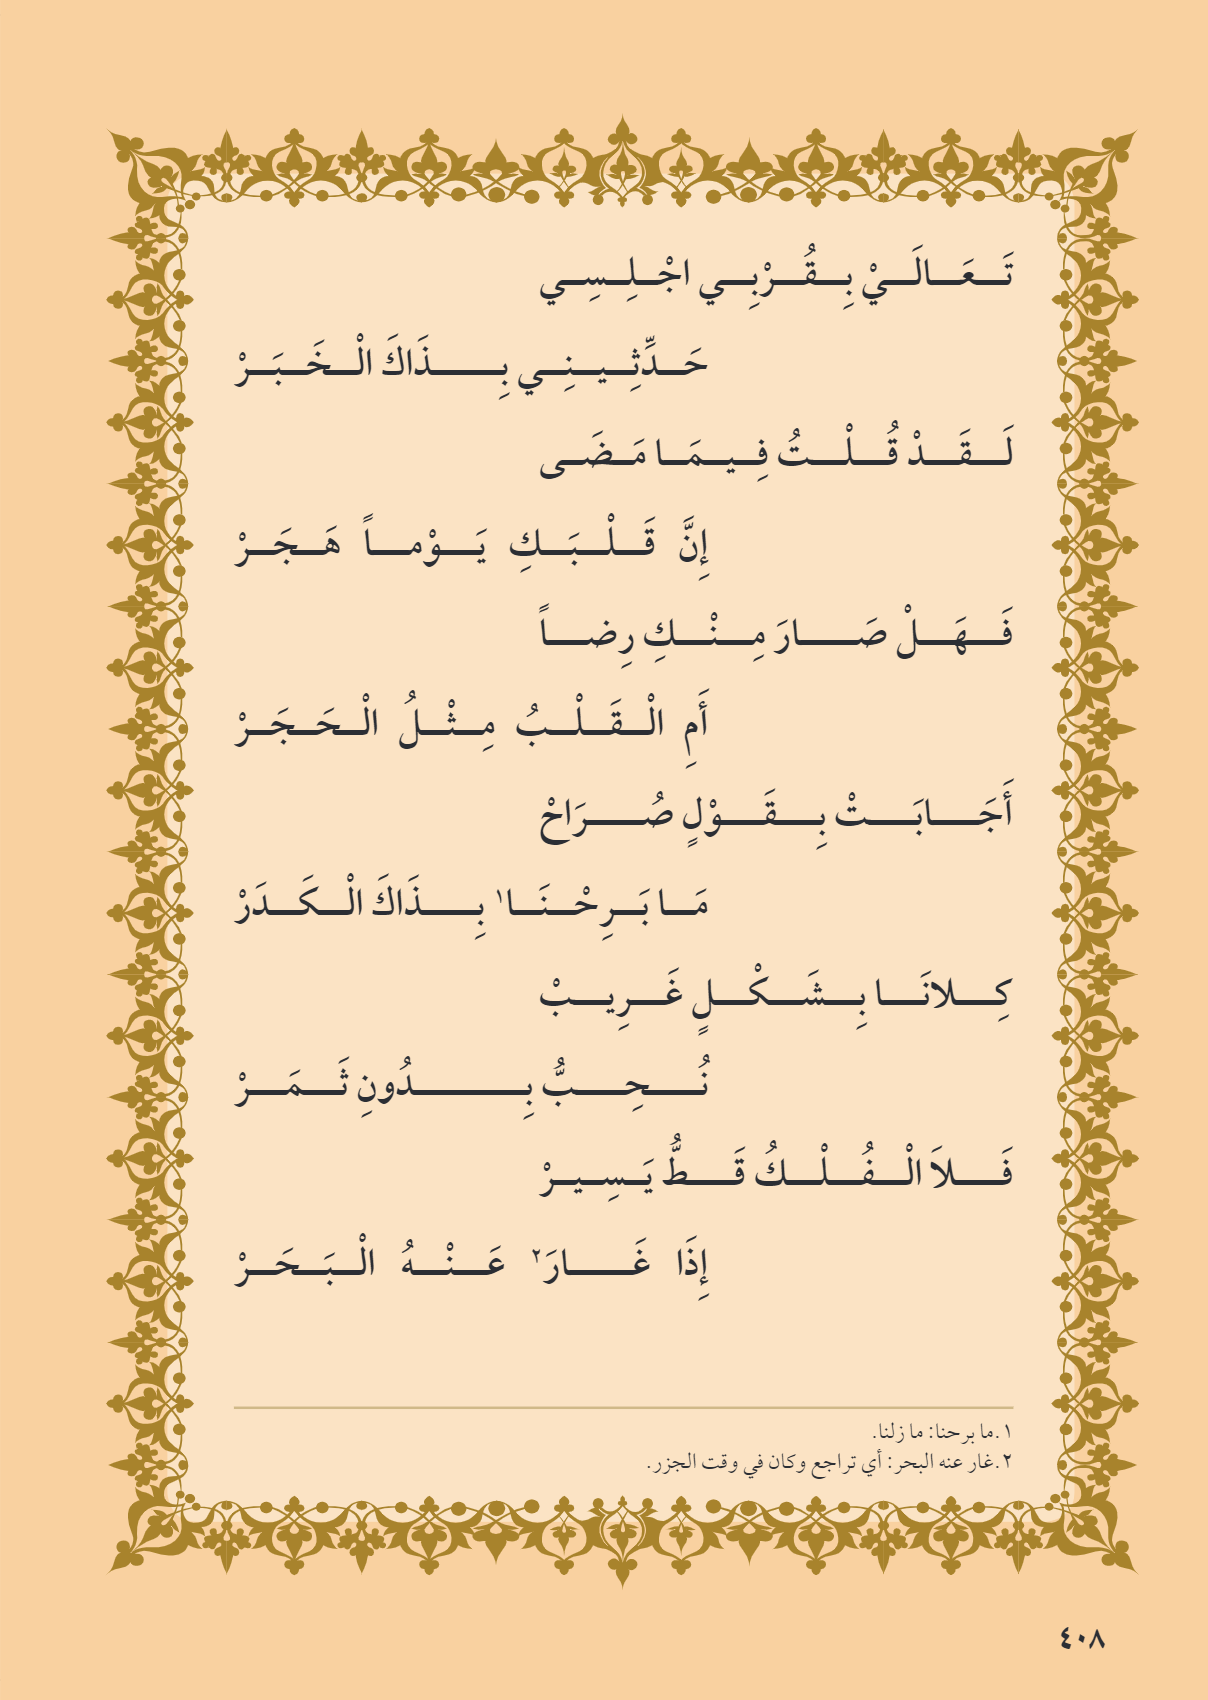 تَعَالَيْ بِقُرْبِي اجْلِسِي
حَدِّثِينِي بِذَاكَ الْخَبَرْ
لَقَدْ قُلْتُ فِيمَا مَضَى
إِنَّ قَلْبَكِ يَوْماً هَجَرْ
فَهَلْ صَارَ مِنْكِ رِضاً
أَمِ الْقَلْبُ مِثْلُ الْحَجَرْ
أَجَابَتْ بِقَوْلٍ صُرَاحْ
مَا بَرِحْنَا١ بِذَاكَ الْكَدَرْ
كِلانَا بِشَكْلٍ غَرِيبْ
نُحِبُّ بِدُونِ ثَمَرْ
فَلاَ الْفُلْكُ قَطُّ يَسِيرْ
إِذَا غَارَ٢ عَنْهُ الْبَحَرْ
١.ما برحنا: ما زلنا.
٢.غار عنه البحر: أي تراجع وكان في وقت الجزر.
٤٠٨